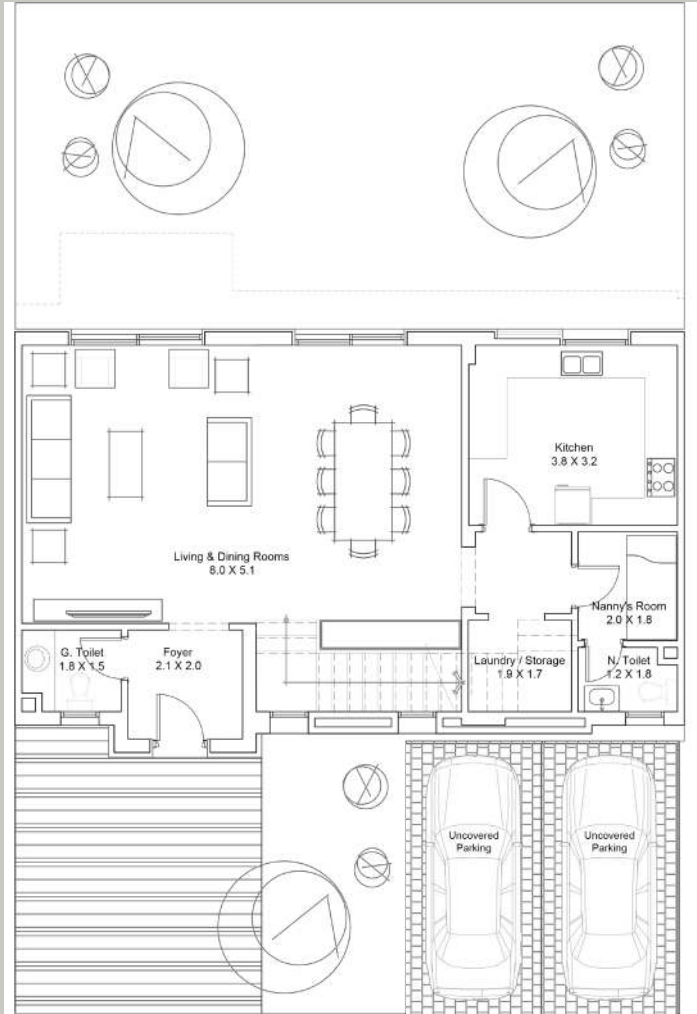 Kitchen
3.8 X 3.2
Living & Dining Rooms
8.0 X 5.1
Nanny's Room
2.0 X 1.8
G. Toilet
1.8 X 1.5
Foyer
2.1 X 2.0
Laundry / Storage
1.9 X 1.7
N. Toilet
1.2 X 1.8
Uncovered
Parking
Uncovered
Parking